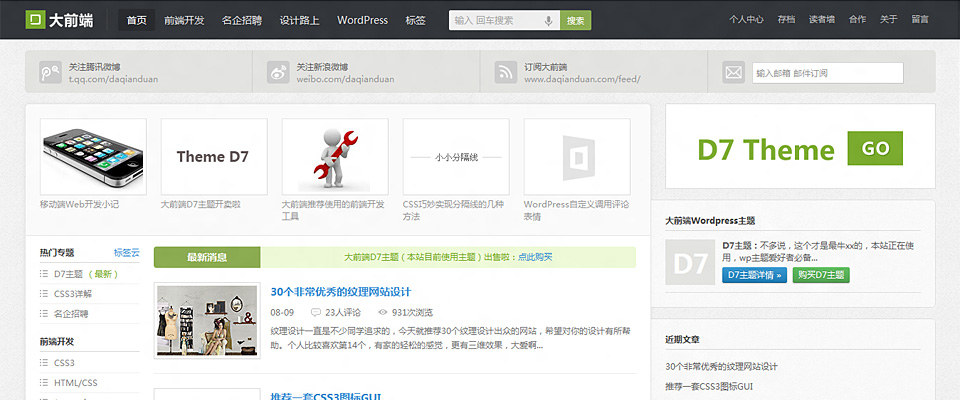 大前端
首页 前端开发 名企招聘 设计路上 WordPress 标签
输入 回车搜索 搜索
个人中心 存档 读者墙 合作 关于 留言
关注腾讯微博
t.qq.com/daqianduan
关注新浪微博
weibo.com/daqianduan
订阅大前端
www.daqianduan.com/feed/
输入邮箱 邮件订阅
Theme D7
小小分隔线
移动端Web开发小记
大前端D7主题开卖啦
大前端推荐使用的前端开发
工具
CSS巧妙实现分隔线的几种
方法
WordPress自定义调用评论
表情
D7 Theme GO
热门专题 标签云
D7主题（最新）
CSS3详解
名企招聘
前端开发
CSS3
HTML/CSS
最新消息 大前端D7主题（本站目前使用主题）出售啦：点此购买
30个非常优秀的纹理网站设计
08-09 23人评论 931次浏览
纹理设计一直是不少同学追求的，今天就推荐30个纹理设计出众的网站，希望对你的设计有所帮
助。个人比较喜欢第14个，有家的轻松的感觉，更有三维效果，大爱啊...
推荐一套CSS3图标GUI
大前端Wordpress主题
D7
D7主题：不多说，这个才是最牛xx的，本站正在使
用，wp主题爱好者必备...
D7主题详情 » 购买D7主题
近期文章
30个非常优秀的纹理网站设计
推荐一套CSS3图标GUI